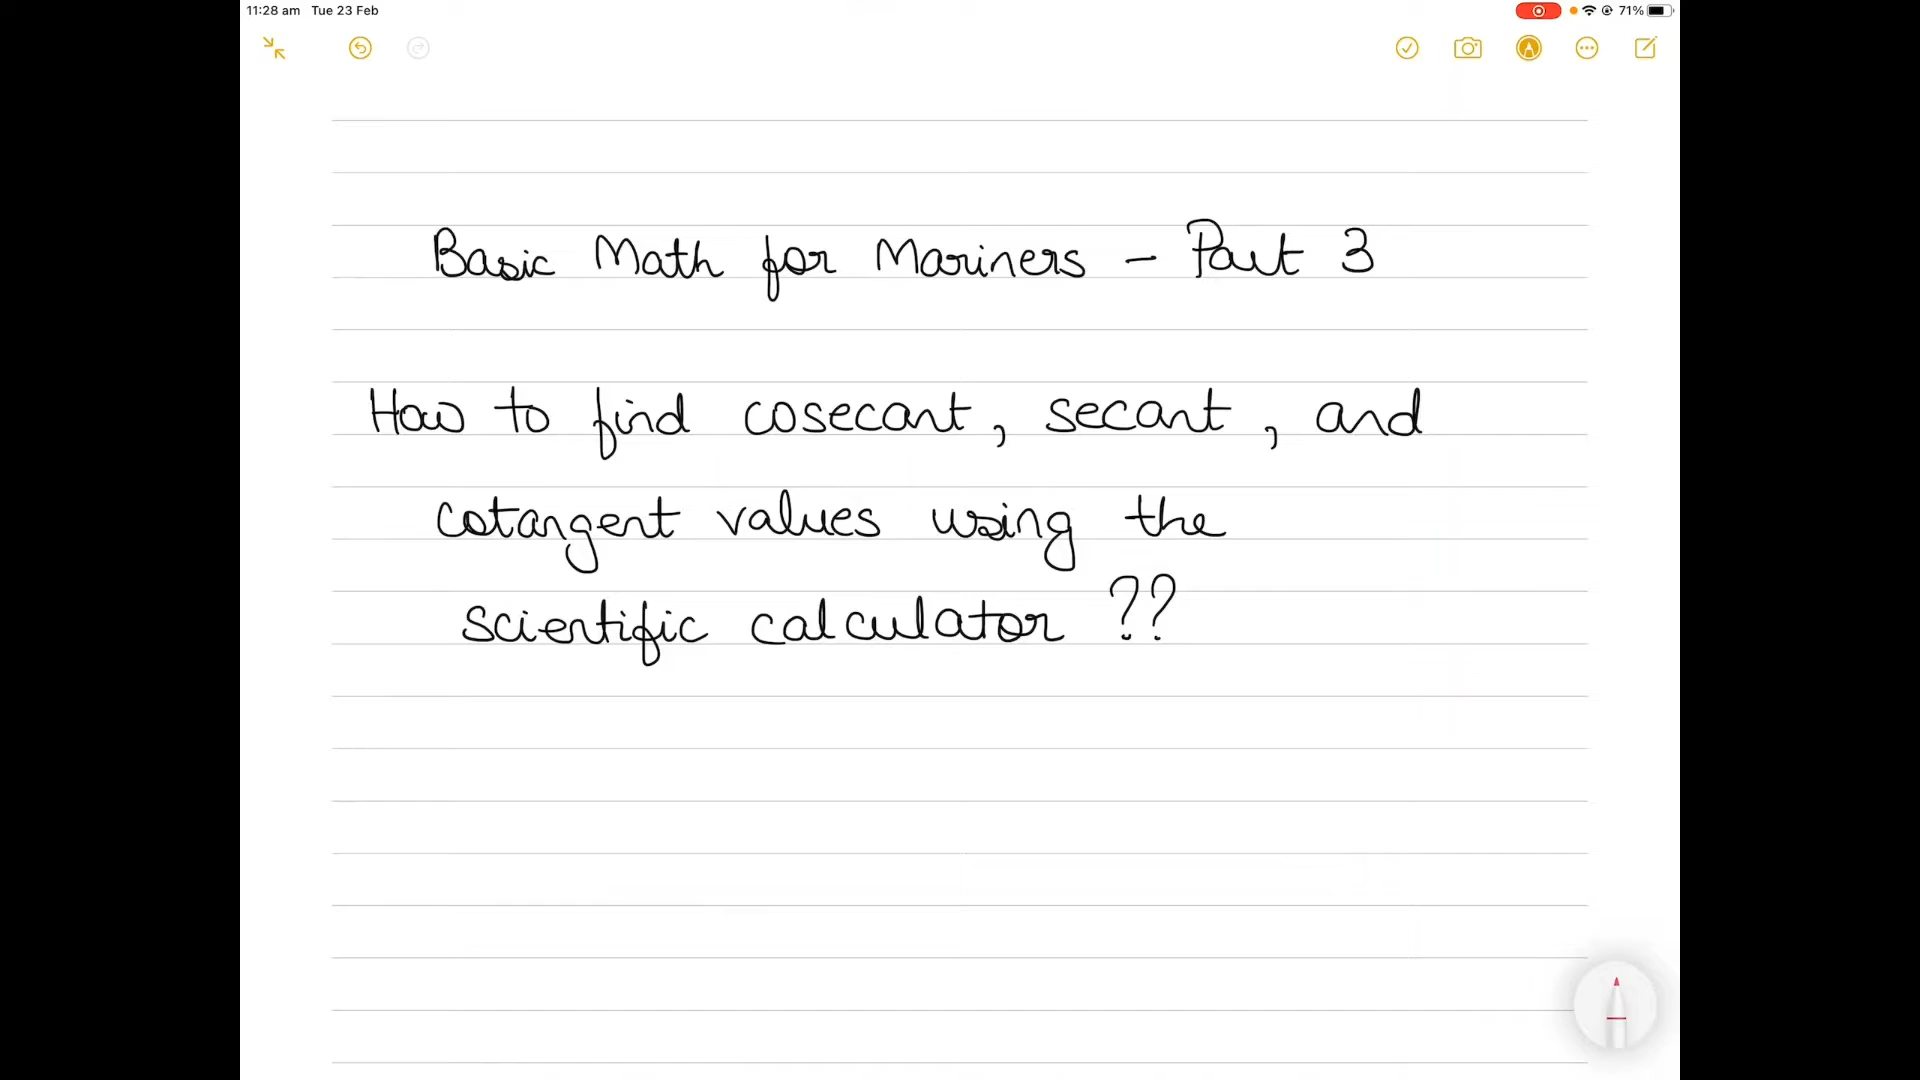 11:28 am Tue 23 Feb 71%
Basic Math for Mariners - Part 3
How to find cosecant, secant, and
cotangent values using the
scientific calculator ??